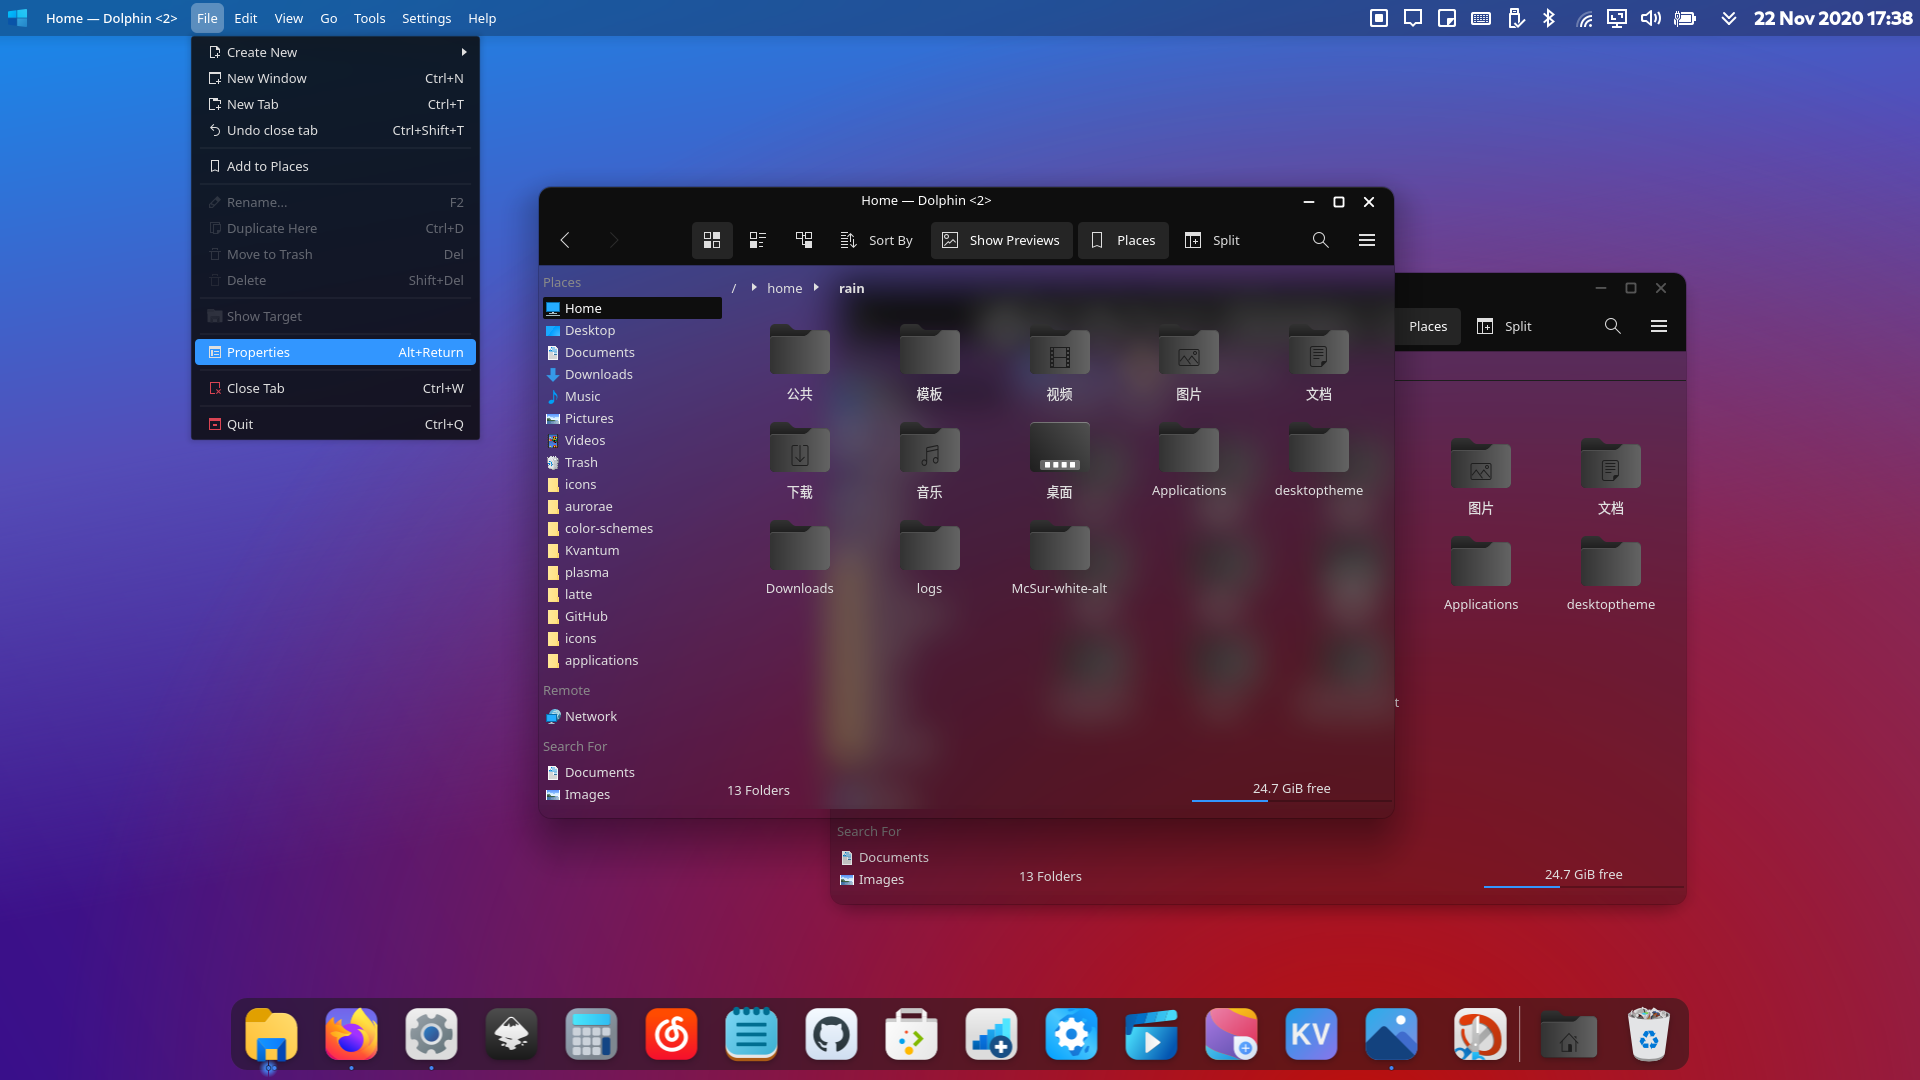 Home — Dolphin <2> File Edit View Go Tools Settings Help 22 Nov 2020 17:38
Create New
New Window Ctrl+N
New Tab Ctrl+T
Undo close tab Ctrl+Shift+T
Add to Places
Rename... F2
Duplicate Here Ctrl+D
Move to Trash Del
Delete Shift+Del
Show Target
Properties Alt+Return
Close Tab Ctrl+W
Quit Ctrl+Q
Home — Dolphin <2>
Sort By Show Previews Places Split
Places
Home
Desktop
Documents
Downloads
Music
Pictures
Videos
Trash
icons
aurorae
color-schemes
Kvantum
plasma
latte
GitHub
icons
applications
Remote
Network
Search For
Documents
Images
/ home rain
公共 模板 视频 图片 文档
下载 音乐 桌面 Applications desktoptheme
Downloads logs McSur-white-alt
13 Folders 24.7 GiB free
Places Split
图片 文档
Applications desktoptheme
t
Search For
Documents
Images
13 Folders 24.7 GiB free
KV